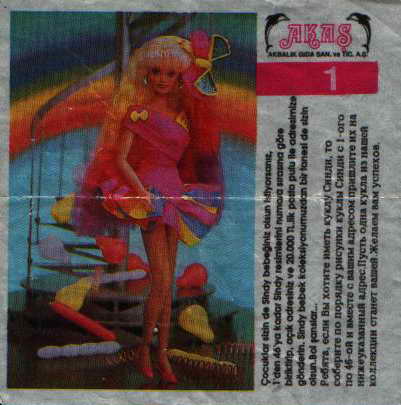 AKAŞ
AKBALIK GIDA SAN. ve TİC. A.Ş.
1
Çocuklar sizin de Sindy bebeğiniz olsun istiyorsanız,
1'den 46'ya kadar Sindy resimlerini numara sırasına göre
biriktirip, açık adresiniz ve 20.000 TL.lik posta pulu ile adresimize
gönderin. Sindy bebek koleksiyonumuzdan bir tanesi de sizin
olsun. Bol şanslar...
Ребята, если Вы хотите иметь куклу Синди, то
соберите по порядку рисунки куклы Синди с 1-ого
по 46-ой и вместе с вашим адресом пришлите их на
нижеуказанный адрес. Пусть одна кукла из нашей
коллекции станет вашей. Желаем вам успехов.